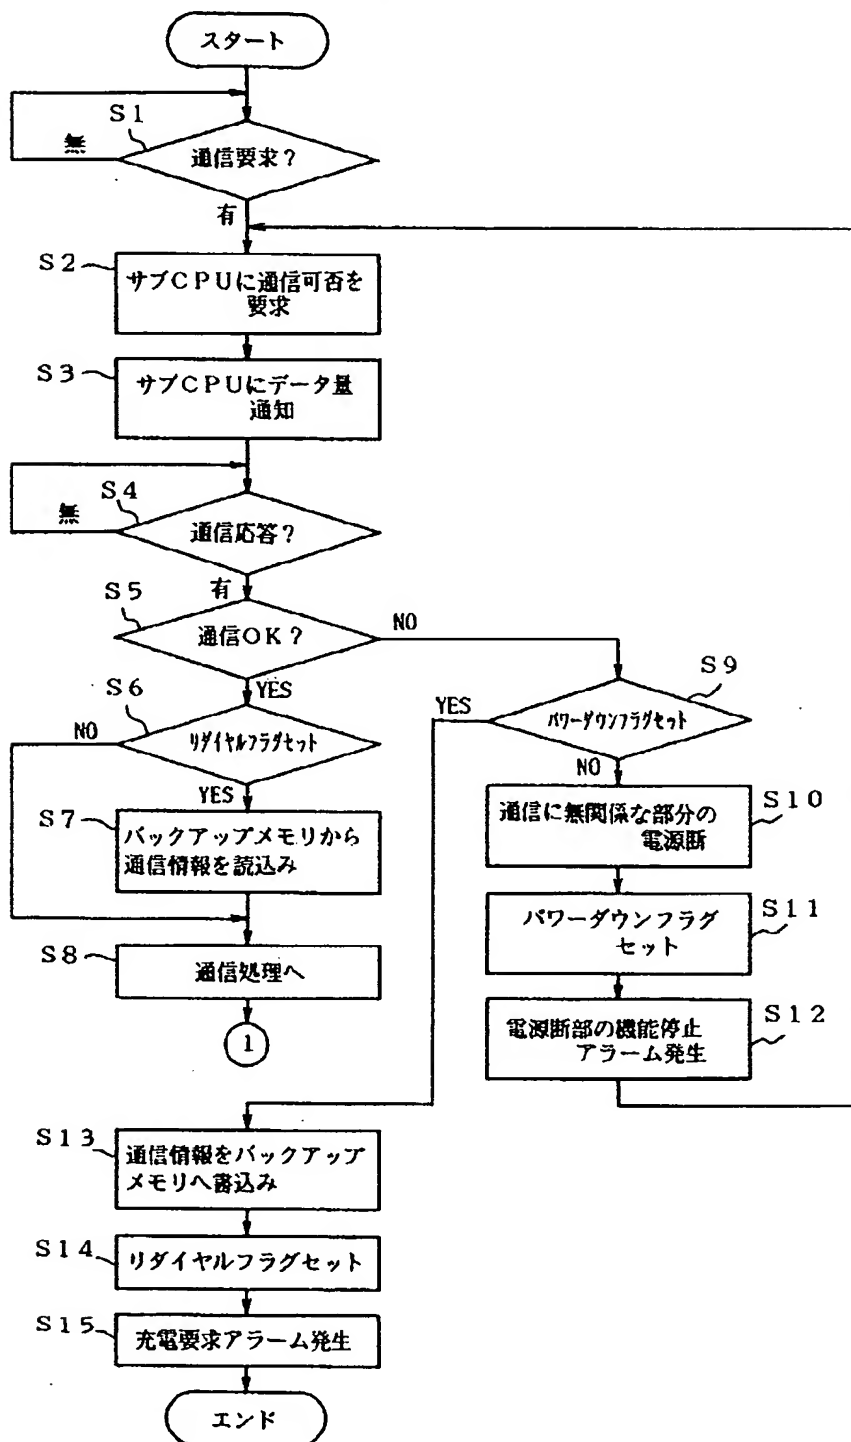 スタート
S1
通信要求?
無
有
S2
サブCPUに通信可否を
要求
S3
サブCPUにデータ量
通知
S4
通信応答?
無
有
S5
通信OK?
NO
YES
S6
リダイヤルフラグセット
NO
YES
S7
バックアップメモリから
通信情報を読込み
S8
通信処理へ
1
S9
パワーダウンフラグセット
YES
NO
S10
通信に無関係な部分の
電源断
S11
パワーダウンフラグ
セット
S12
電源断部の機能停止
アラーム発生
S13
通信情報をバックアップ
メモリへ書込み
S14
リダイヤルフラグセット
S15
充電要求アラーム発生
エンド